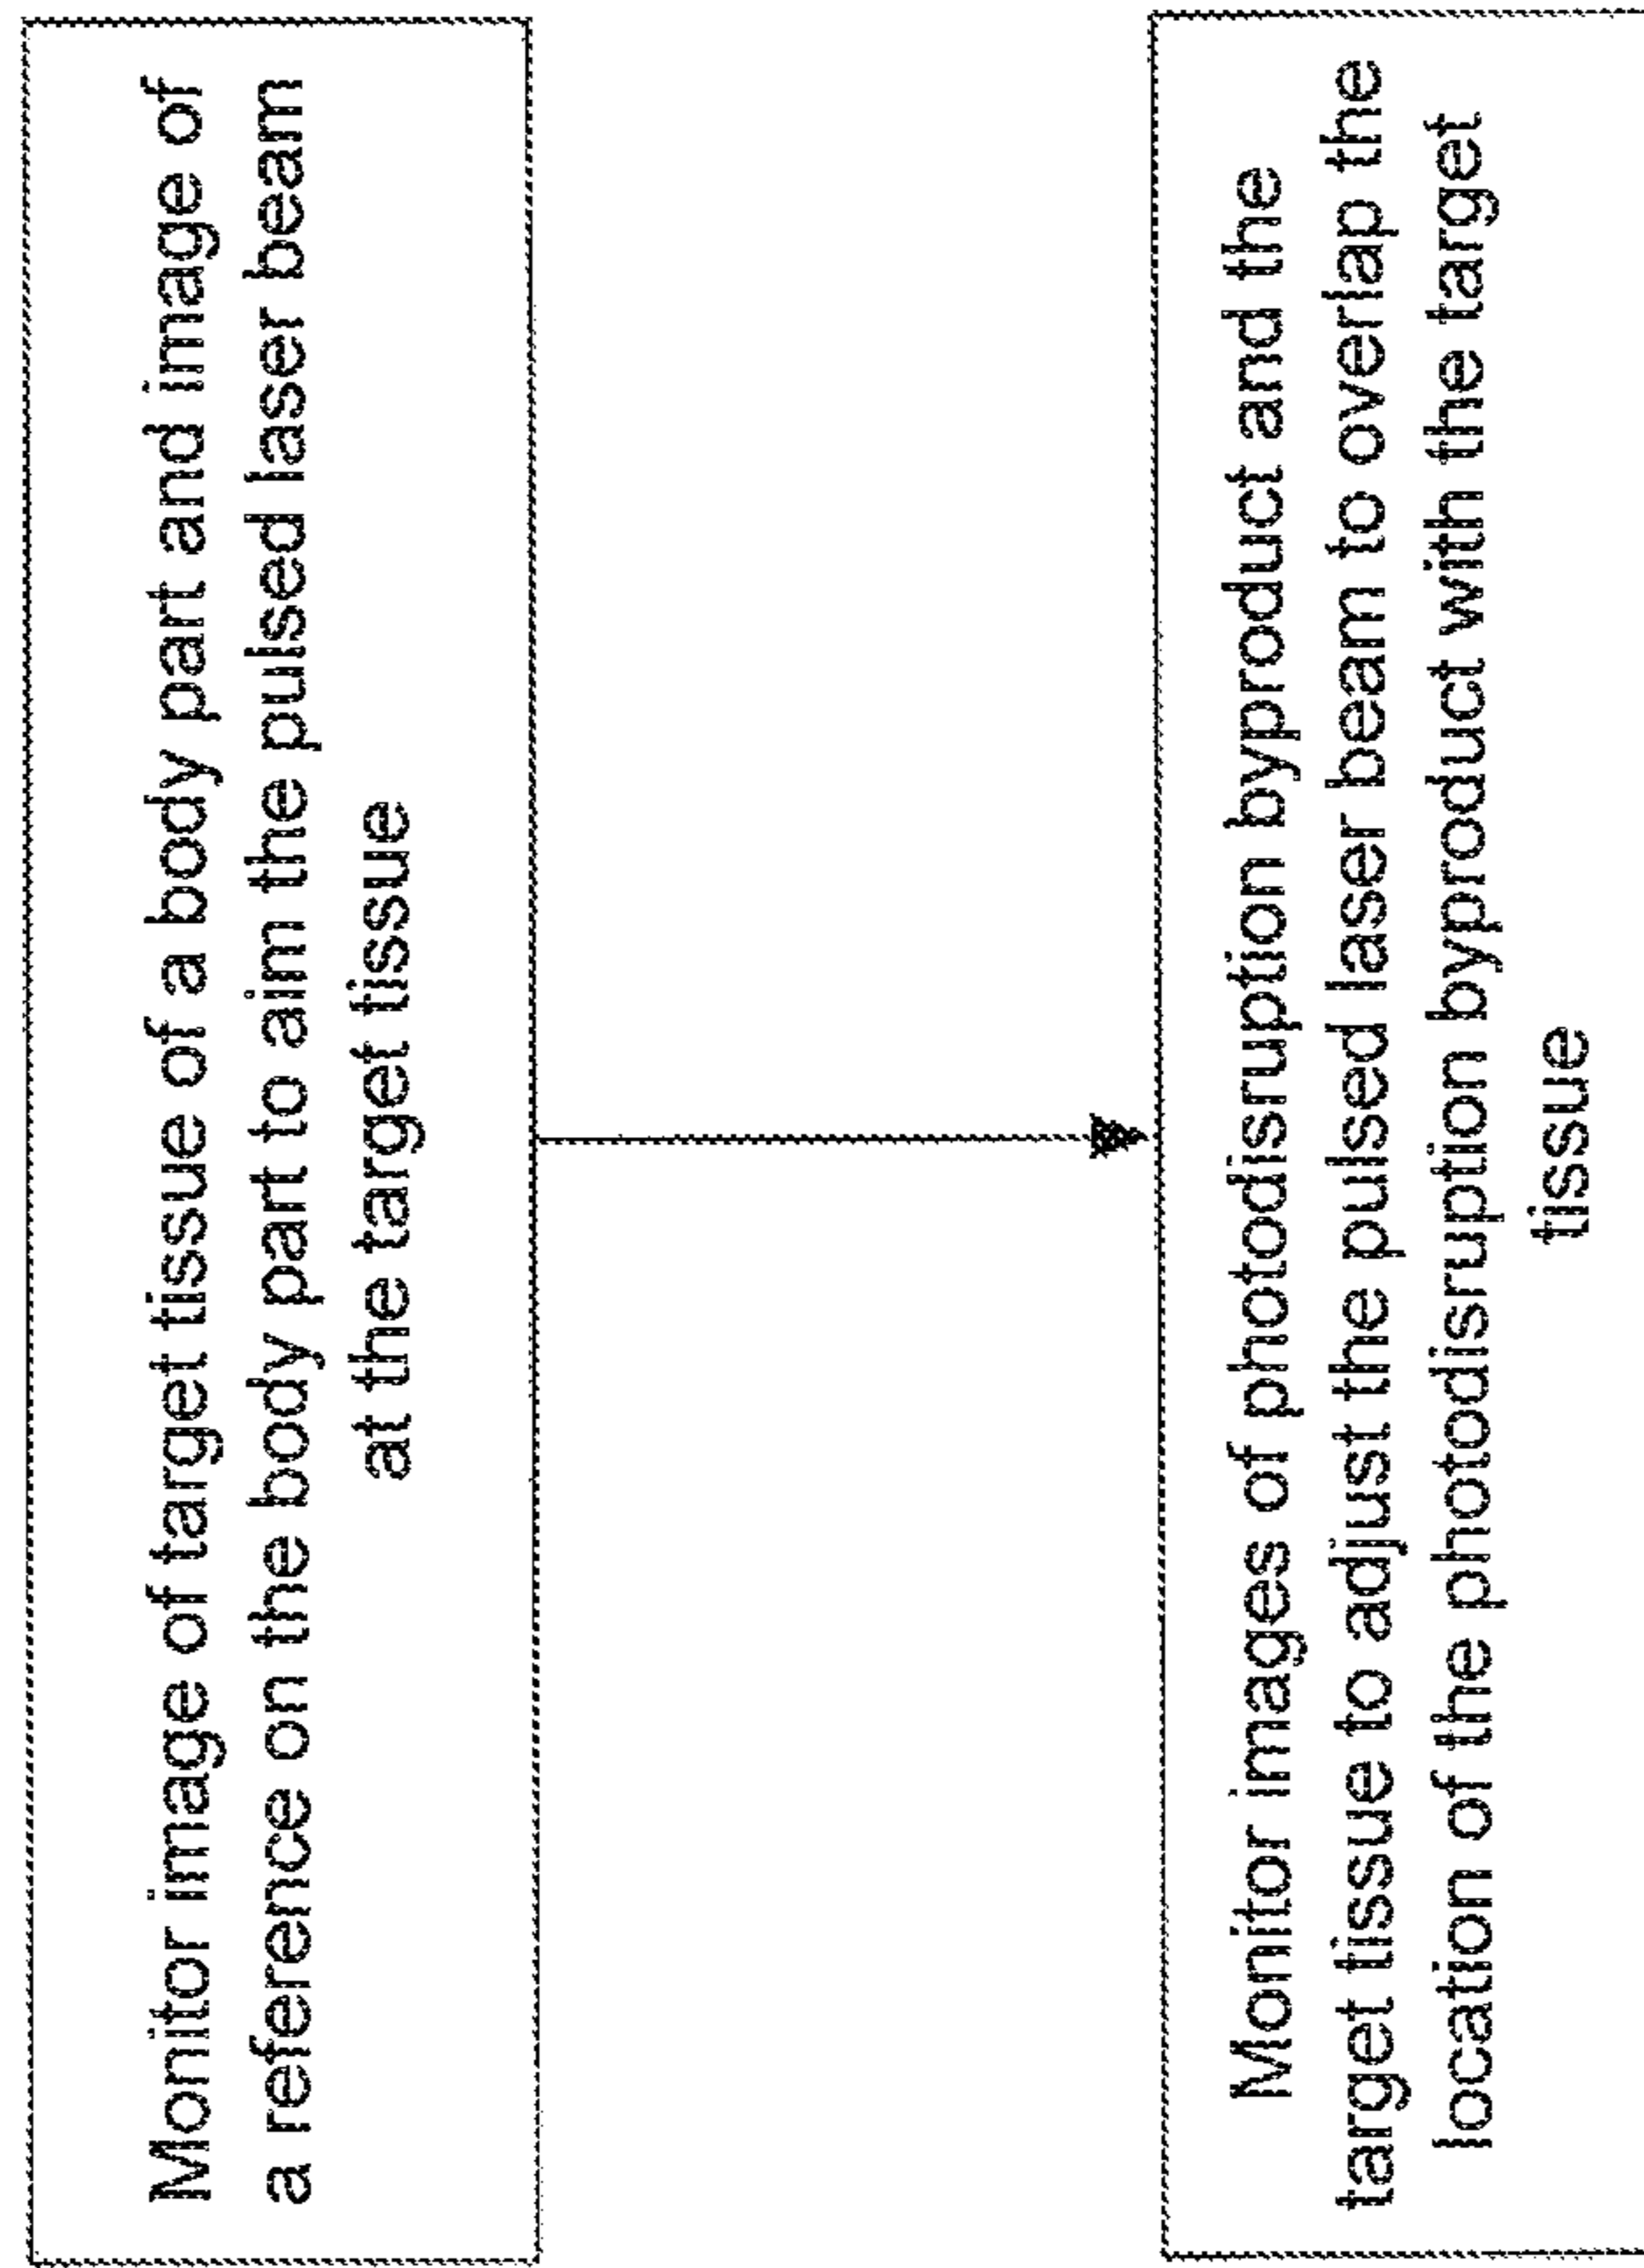 Monitor image of target tissue of a body part and image of
a reference on the body part to aim the pulsed laser beam
at the target tissue
Monitor images of photodisruption byproduct and the
target tissue to adjust the pulsed laser beam to overlap the
location of the photodisruption byproduct with the target
tissue